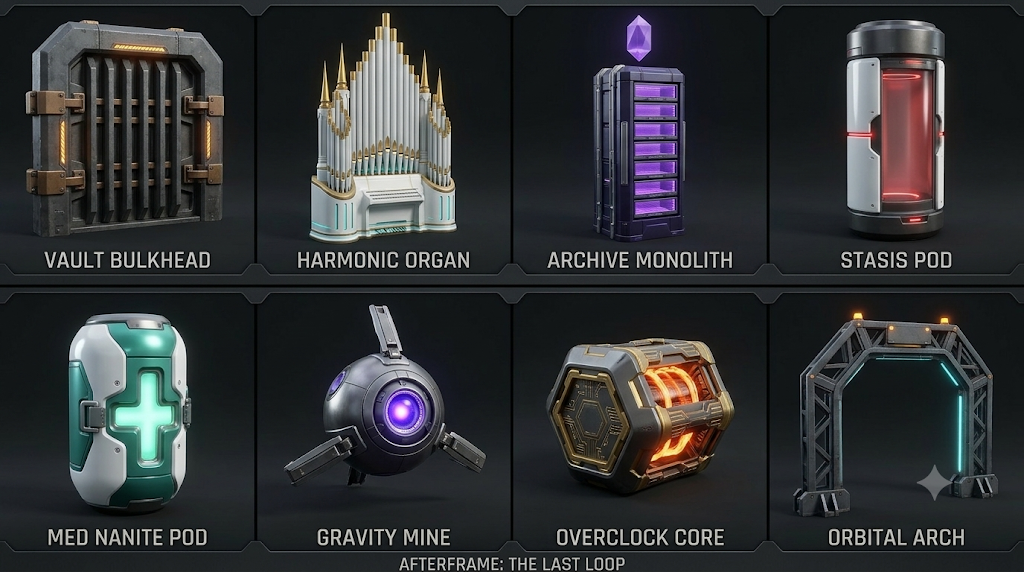 VAULT BULKHEAD
HARMONIC ORGAN
ARCHIVE MONOLITH
STASIS POD
MED NANITE POD
GRAVITY MINE
OVERCLOCK CORE
ORBITAL ARCH
AFTERFRAME: THE LAST LOOP